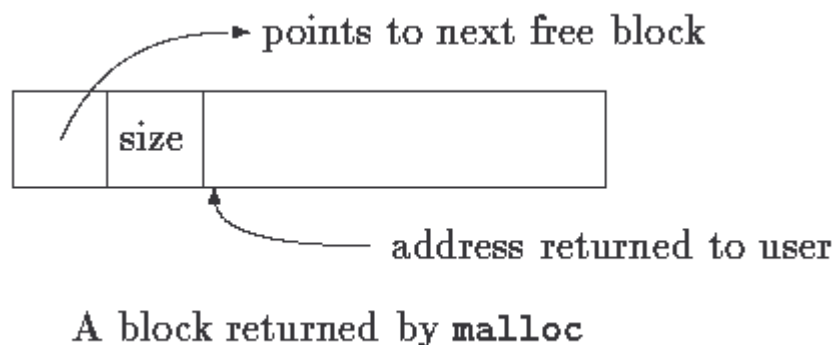 points to next free block
size
address returned to user
A block returned by malloc